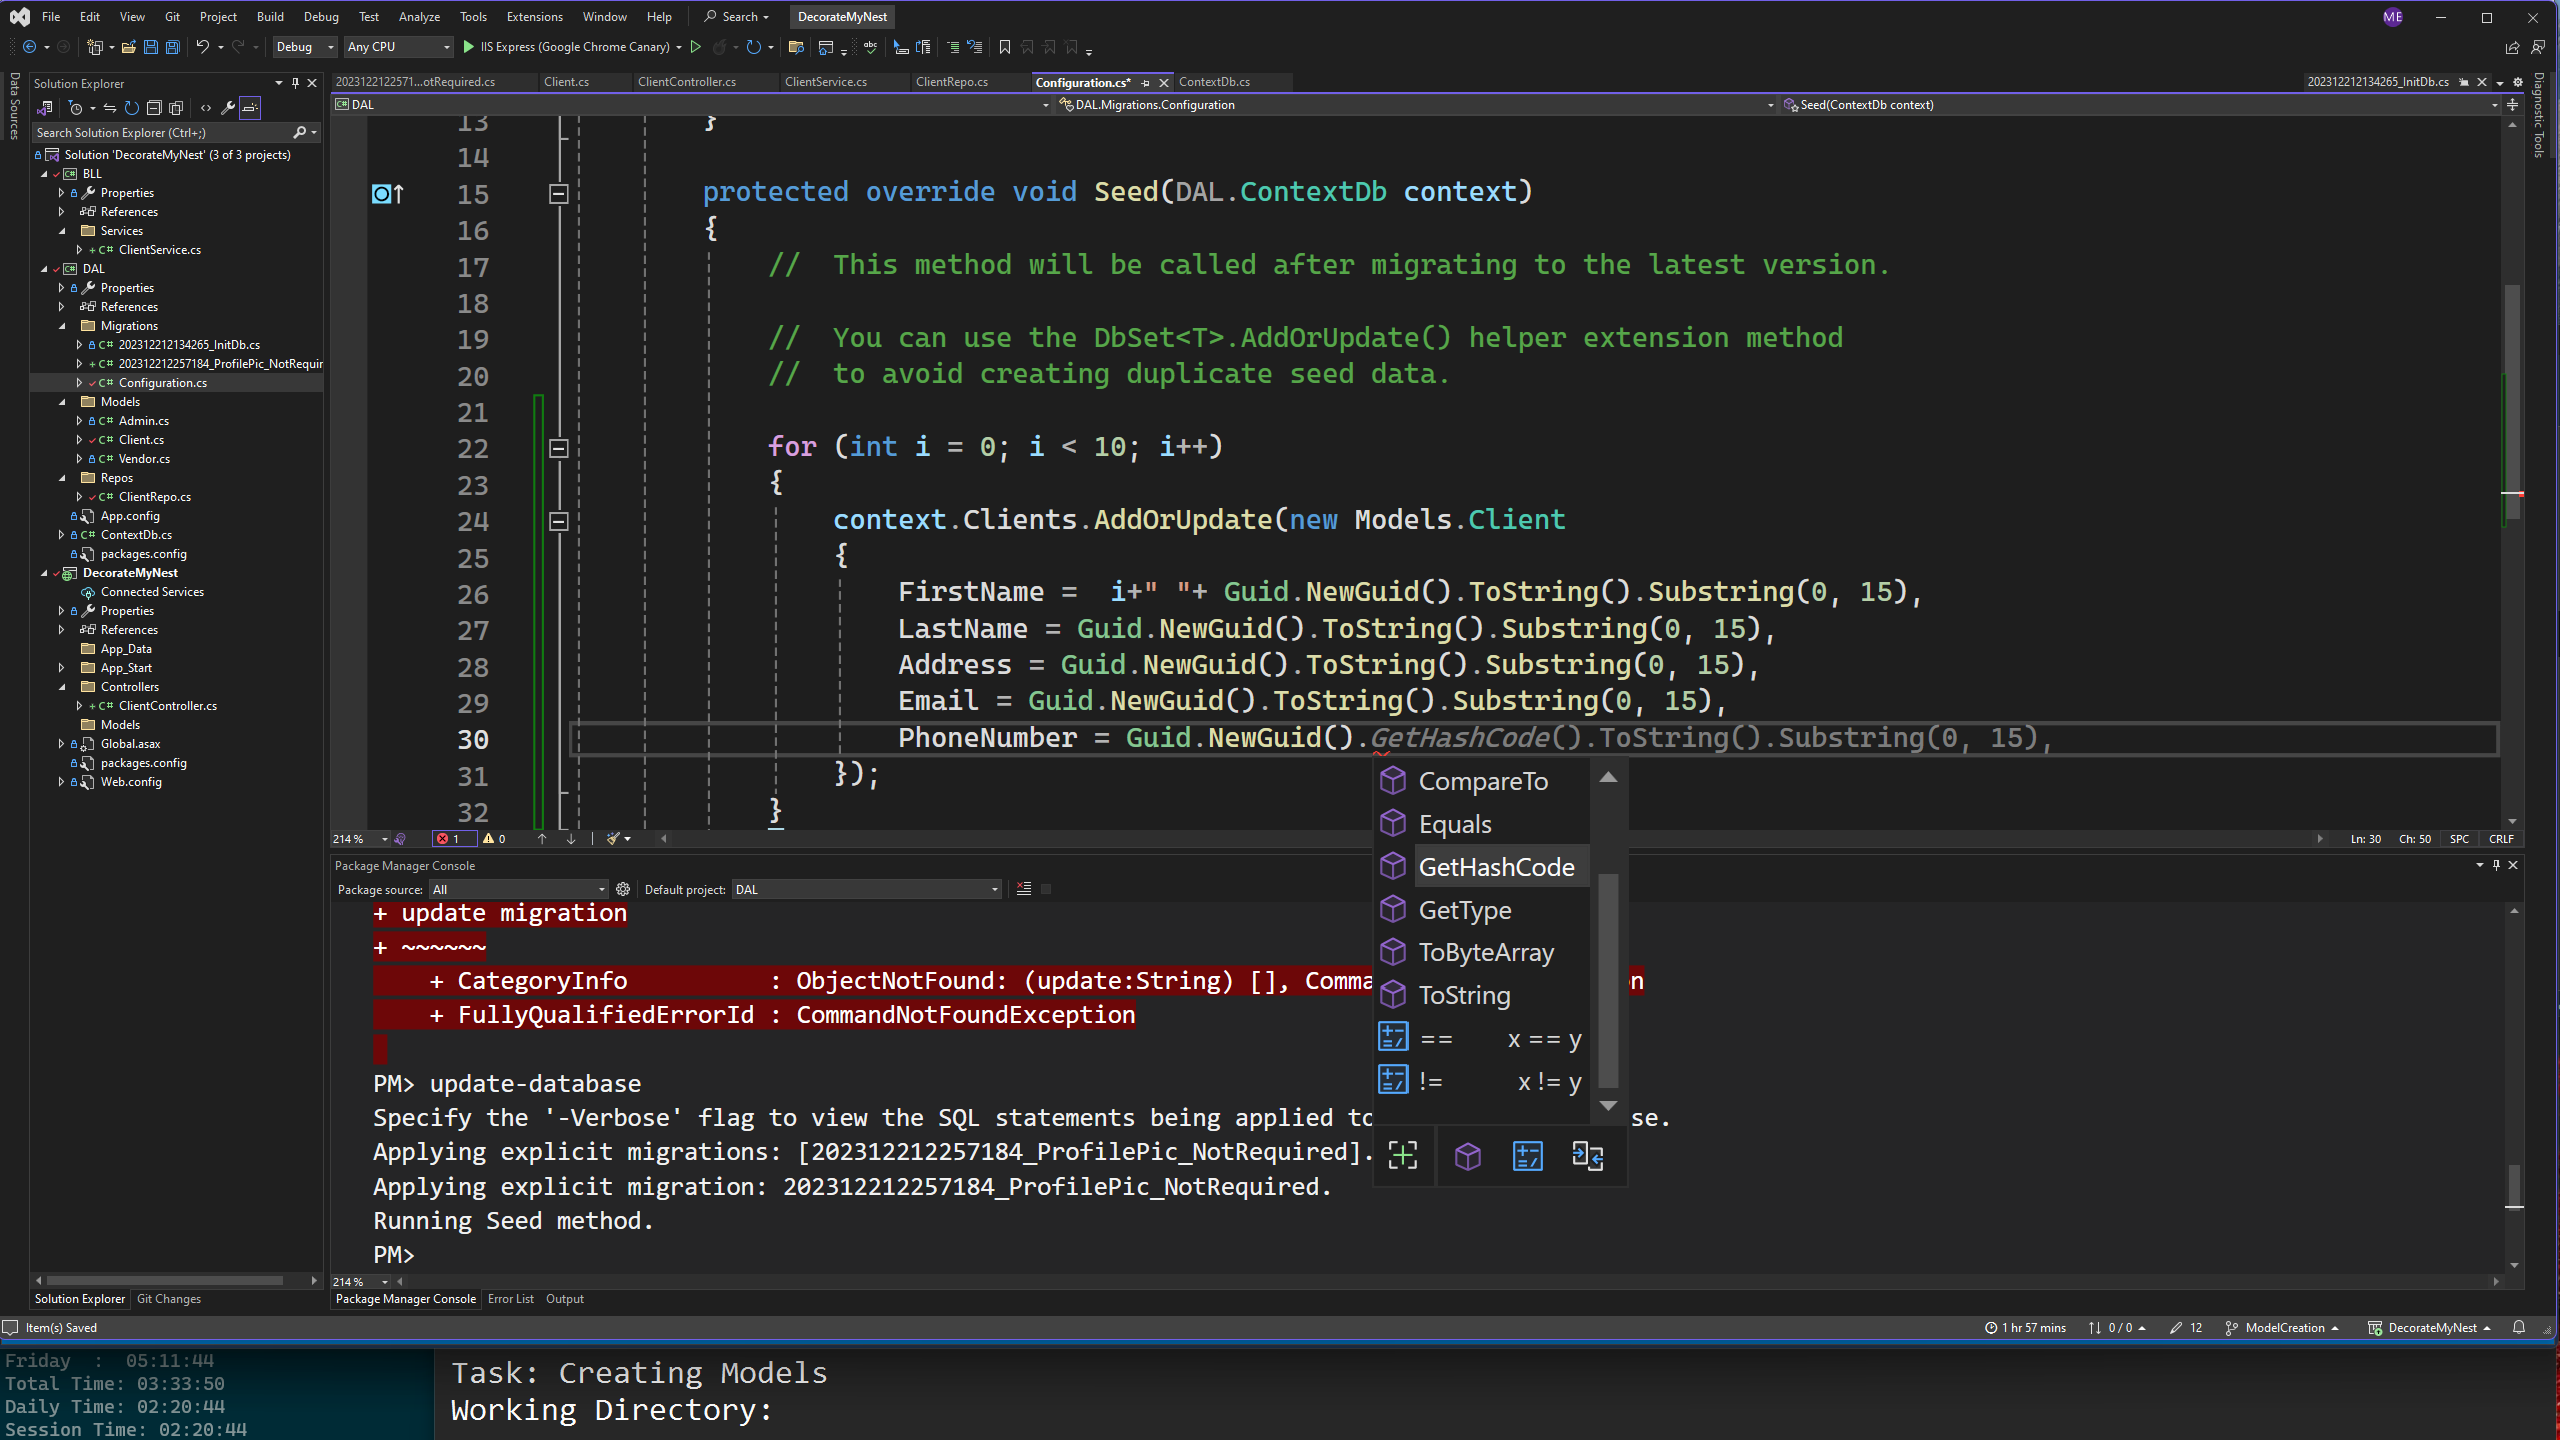 File Edit View Git Project Build Debug Test Analyze Tools Extensions Window Help Search DecorateMyNest ME
Debug Any CPU IIS Express (Google Chrome Canary)
Data Sources
Solution Explorer
Search Solution Explorer (Ctrl+;)
Solution 'DecorateMyNest' (3 of 3 projects)
BLL
Properties
References
Services
C# ClientService.cs
DAL
Properties
References
Migrations
C# 202312212134265_InitDb.cs
C# 202312212257184_ProfilePic_NotRequir
C# Configuration.cs
Models
C# Admin.cs
C# Client.cs
C# Vendor.cs
Repos
C# ClientRepo.cs
App.config
C# ContextDb.cs
packages.config
DecorateMyNest
Connected Services
Properties
References
App_Data
App_Start
Controllers
C# ClientController.cs
Models
Global.asax
packages.config
Web.config
Solution Explorer Git Changes
2023122122571...otRequired.cs Client.cs ClientController.cs ClientService.cs ClientRepo.cs Configuration.cs* ContextDb.cs 202312212134265_InitDb.cs
C# DAL DAL.Migrations.Configuration Seed(ContextDb context)
Diagnostic Tools
13 }
14
15 protected override void Seed(DAL.ContextDb context)
16 {
17 //  This method will be called after migrating to the latest version.
18
19 //  You can use the DbSet<T>.AddOrUpdate() helper extension method
20 //  to avoid creating duplicate seed data.
21
22 for (int i = 0; i < 10; i++)
23 {
24 context.Clients.AddOrUpdate(new Models.Client
25 {
26 FirstName =  i+" "+ Guid.NewGuid().ToString().Substring(0, 15),
27 LastName = Guid.NewGuid().ToString().Substring(0, 15),
28 Address = Guid.NewGuid().ToString().Substring(0, 15),
29 Email = Guid.NewGuid().ToString().Substring(0, 15),
30 PhoneNumber = Guid.NewGuid().GetHashCode().ToString().Substring(0, 15),
31 });
32 }
CompareTo
Equals
GetHashCode
GetType
ToByteArray
ToString
== x == y
!= x != y
214 % 1 0 Ln: 30 Ch: 50 SPC CRLF
Package Manager Console
Package source: All Default project: DAL
+ update migration
+ ~~~~~~
+ CategoryInfo : ObjectNotFound: (update:String) [], Comma n
+ FullyQualifiedErrorId : CommandNotFoundException
PM> update-database
Specify the '-Verbose' flag to view the SQL statements being applied to se.
Applying explicit migrations: [202312212257184_ProfilePic_NotRequired].
Applying explicit migration: 202312212257184_ProfilePic_NotRequired.
Running Seed method.
PM>
214 %
Package Manager Console Error List Output
Item(s) Saved 1 hr 57 mins 0 / 0 12 ModelCreation DecorateMyNest
Friday  :  05:11:44
Total Time: 03:33:50
Daily Time: 02:20:44
Session Time: 02:20:44
Task: Creating Models
Working Directory: